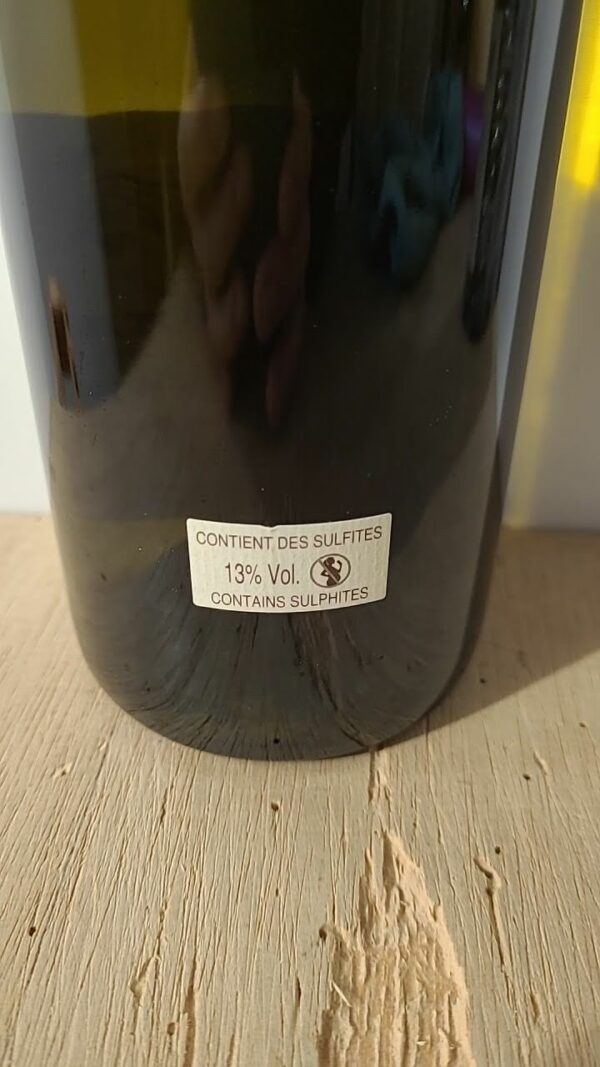 CONTIENT DES SULFITES
13% Vol.
CONTAINS SULPHITES